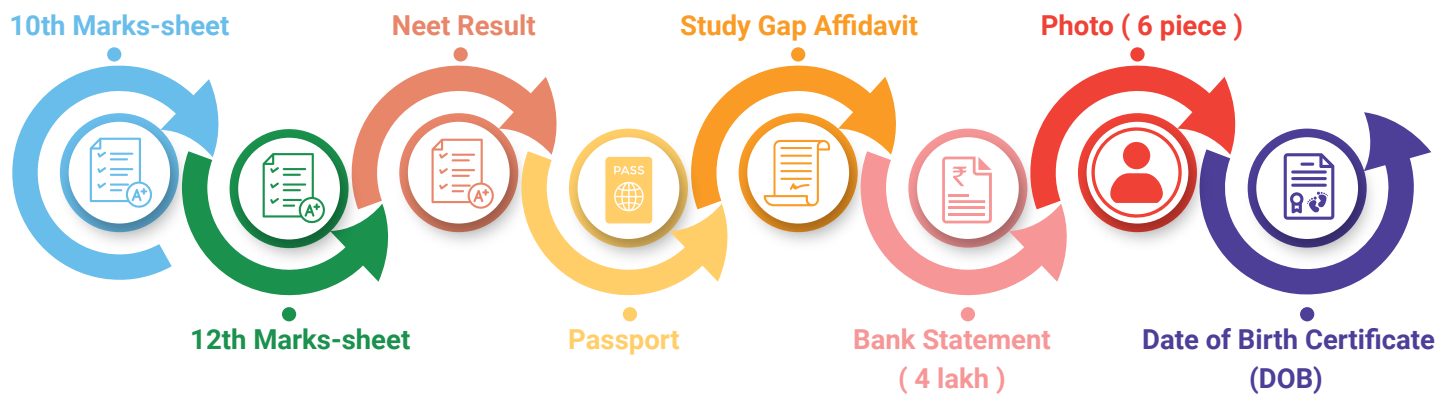 10th Marks-sheet
Neet Result
Study Gap Affidavit
Photo ( 6 piece )
A+
A+
A+
PASS
₹
12th Marks-sheet
Passport
Bank Statement
( 4 lakh )
Date of Birth Certificate
(DOB)